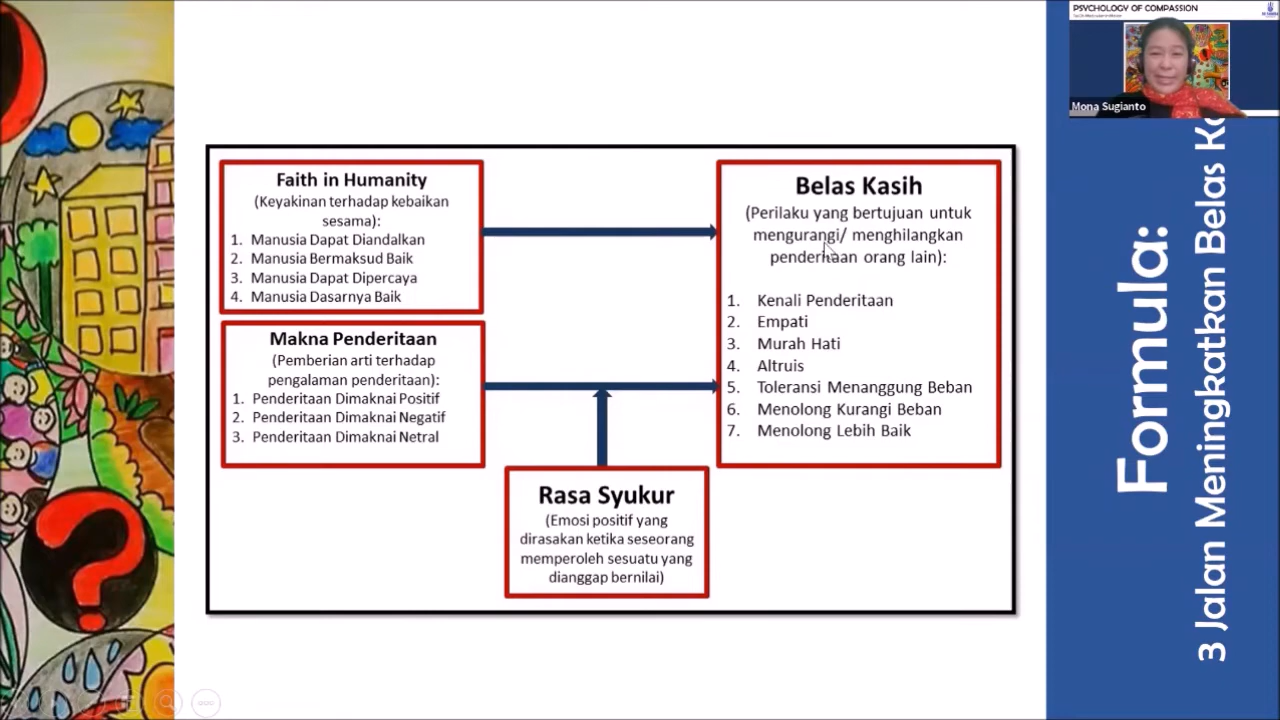 PSYCHOLOGY OF COMPASSION
Mona Sugianto
Faith in Humanity
(Keyakinan terhadap kebaikan
sesama):
1. Manusia Dapat Diandalkan
2. Manusia Bermaksud Baik
3. Manusia Dapat Dipercaya
4. Manusia Dasarnya Baik
Makna Penderitaan
(Pemberian arti terhadap
pengalaman penderitaan):
1. Penderitaan Dimaknai Positif
2. Penderitaan Dimaknai Negatif
3. Penderitaan Dimaknai Netral
Rasa Syukur
(Emosi positif yang
dirasakan ketika seseorang
memperoleh sesuatu yang
dianggap bernilai)
Belas Kasih
(Perilaku yang bertujuan untuk
mengurangi/ menghilangkan
penderitaan orang lain):
1. Kenali Penderitaan
2. Empati
3. Murah Hati
4. Altruis
5. Toleransi Menanggung Beban
6. Menolong Kurangi Beban
7. Menolong Lebih Baik
Formula:
3 Jalan Meningkatkan Belas